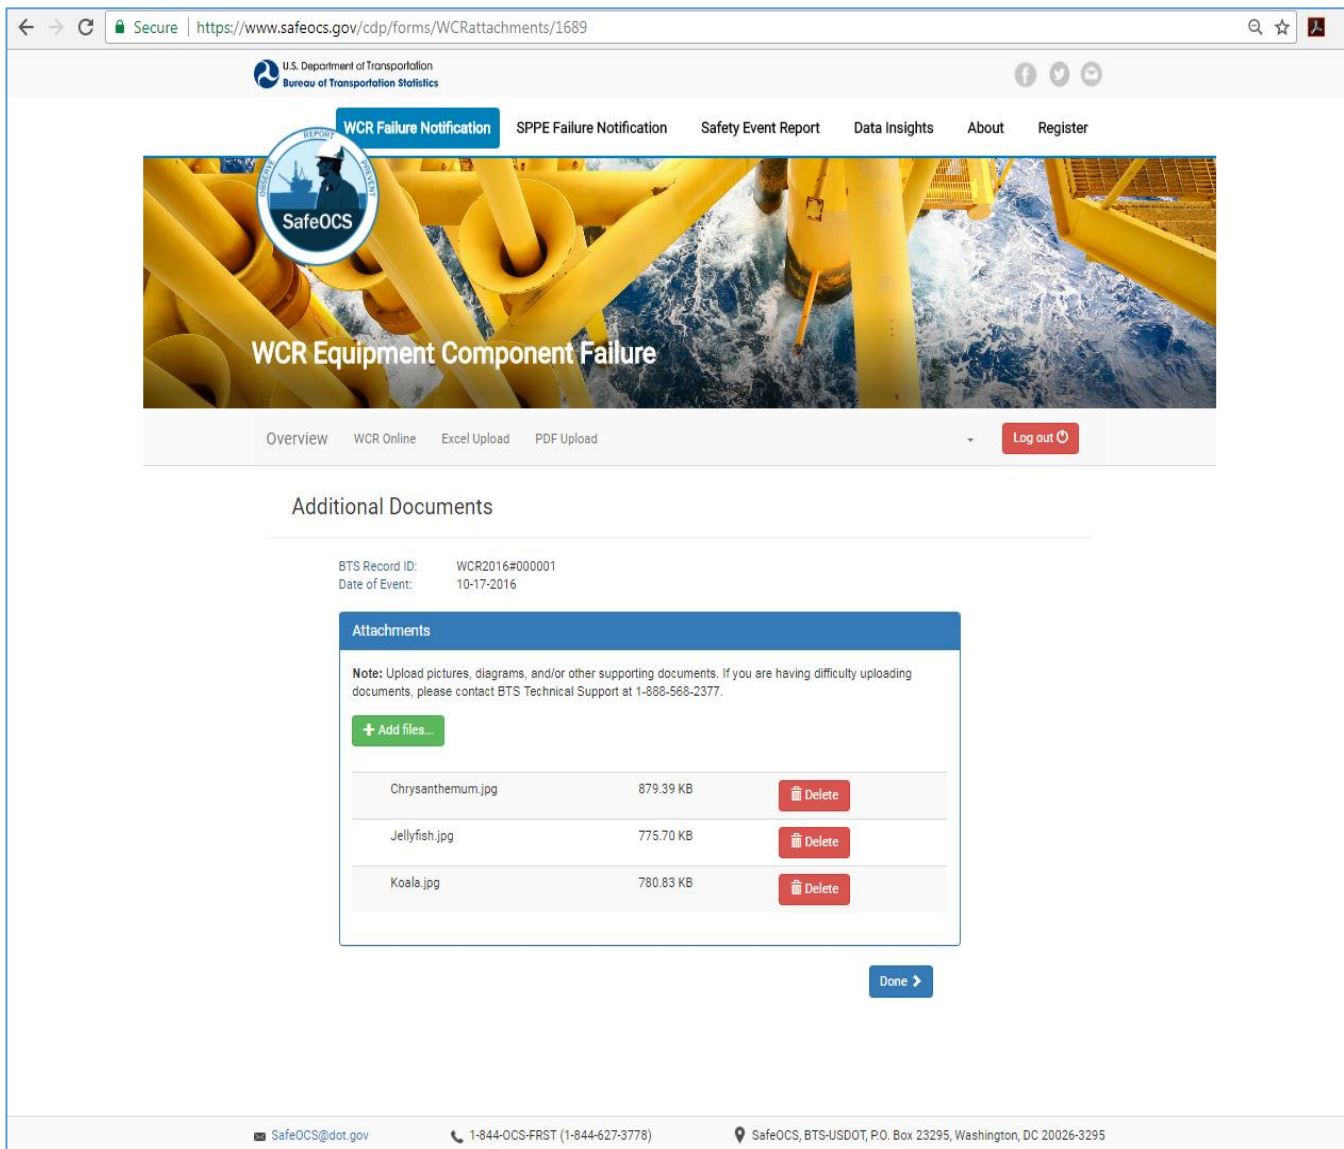 Secure | https://www.safeocs.gov/cdp/forms/WCRattachments/1689
U.S. Department of Transportation
Bureau of Transportation Statistics
WCR Failure Notification SPPE Failure Notification Safety Event Report Data Insights About Register
OBSERVE REPORT PREVENT
SafeOCS
WCR Equipment Component Failure
Overview WCR Online Excel Upload PDF Upload Log out
Additional Documents
BTS Record ID: WCR2016#000001
Date of Event: 10-17-2016
Attachments
Note: Upload pictures, diagrams, and/or other supporting documents. If you are having difficulty uploading
documents, please contact BTS Technical Support at 1-888-568-2377.
+ Add files...
Chrysanthemum.jpg 879.39 KB Delete
Jellyfish.jpg 775.70 KB Delete
Koala.jpg 780.83 KB Delete
Done
SafeOCS@dot.gov 1-844-OCS-FRST (1-844-627-3778) SafeOCS, BTS-USDOT, P.O. Box 23295, Washington, DC 20026-3295